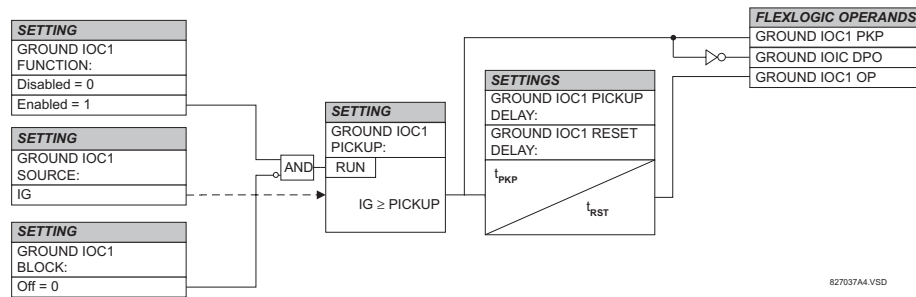 SETTING
GROUND IOC1
FUNCTION:
Disabled = 0
Enabled = 1
SETTING
GROUND IOC1
SOURCE:
IG
SETTING
GROUND IOC1
BLOCK:
Off = 0
AND
SETTING
GROUND IOC1
PICKUP:
RUN
IG ≥ PICKUP
SETTINGS
GROUND IOC1 PICKUP
DELAY:
GROUND IOC1 RESET
DELAY:
tPKP
tRST
FLEXLOGIC OPERANDS
GROUND IOC1 PKP
GROUND IOIC DPO
GROUND IOC1 OP
827037A4.VSD